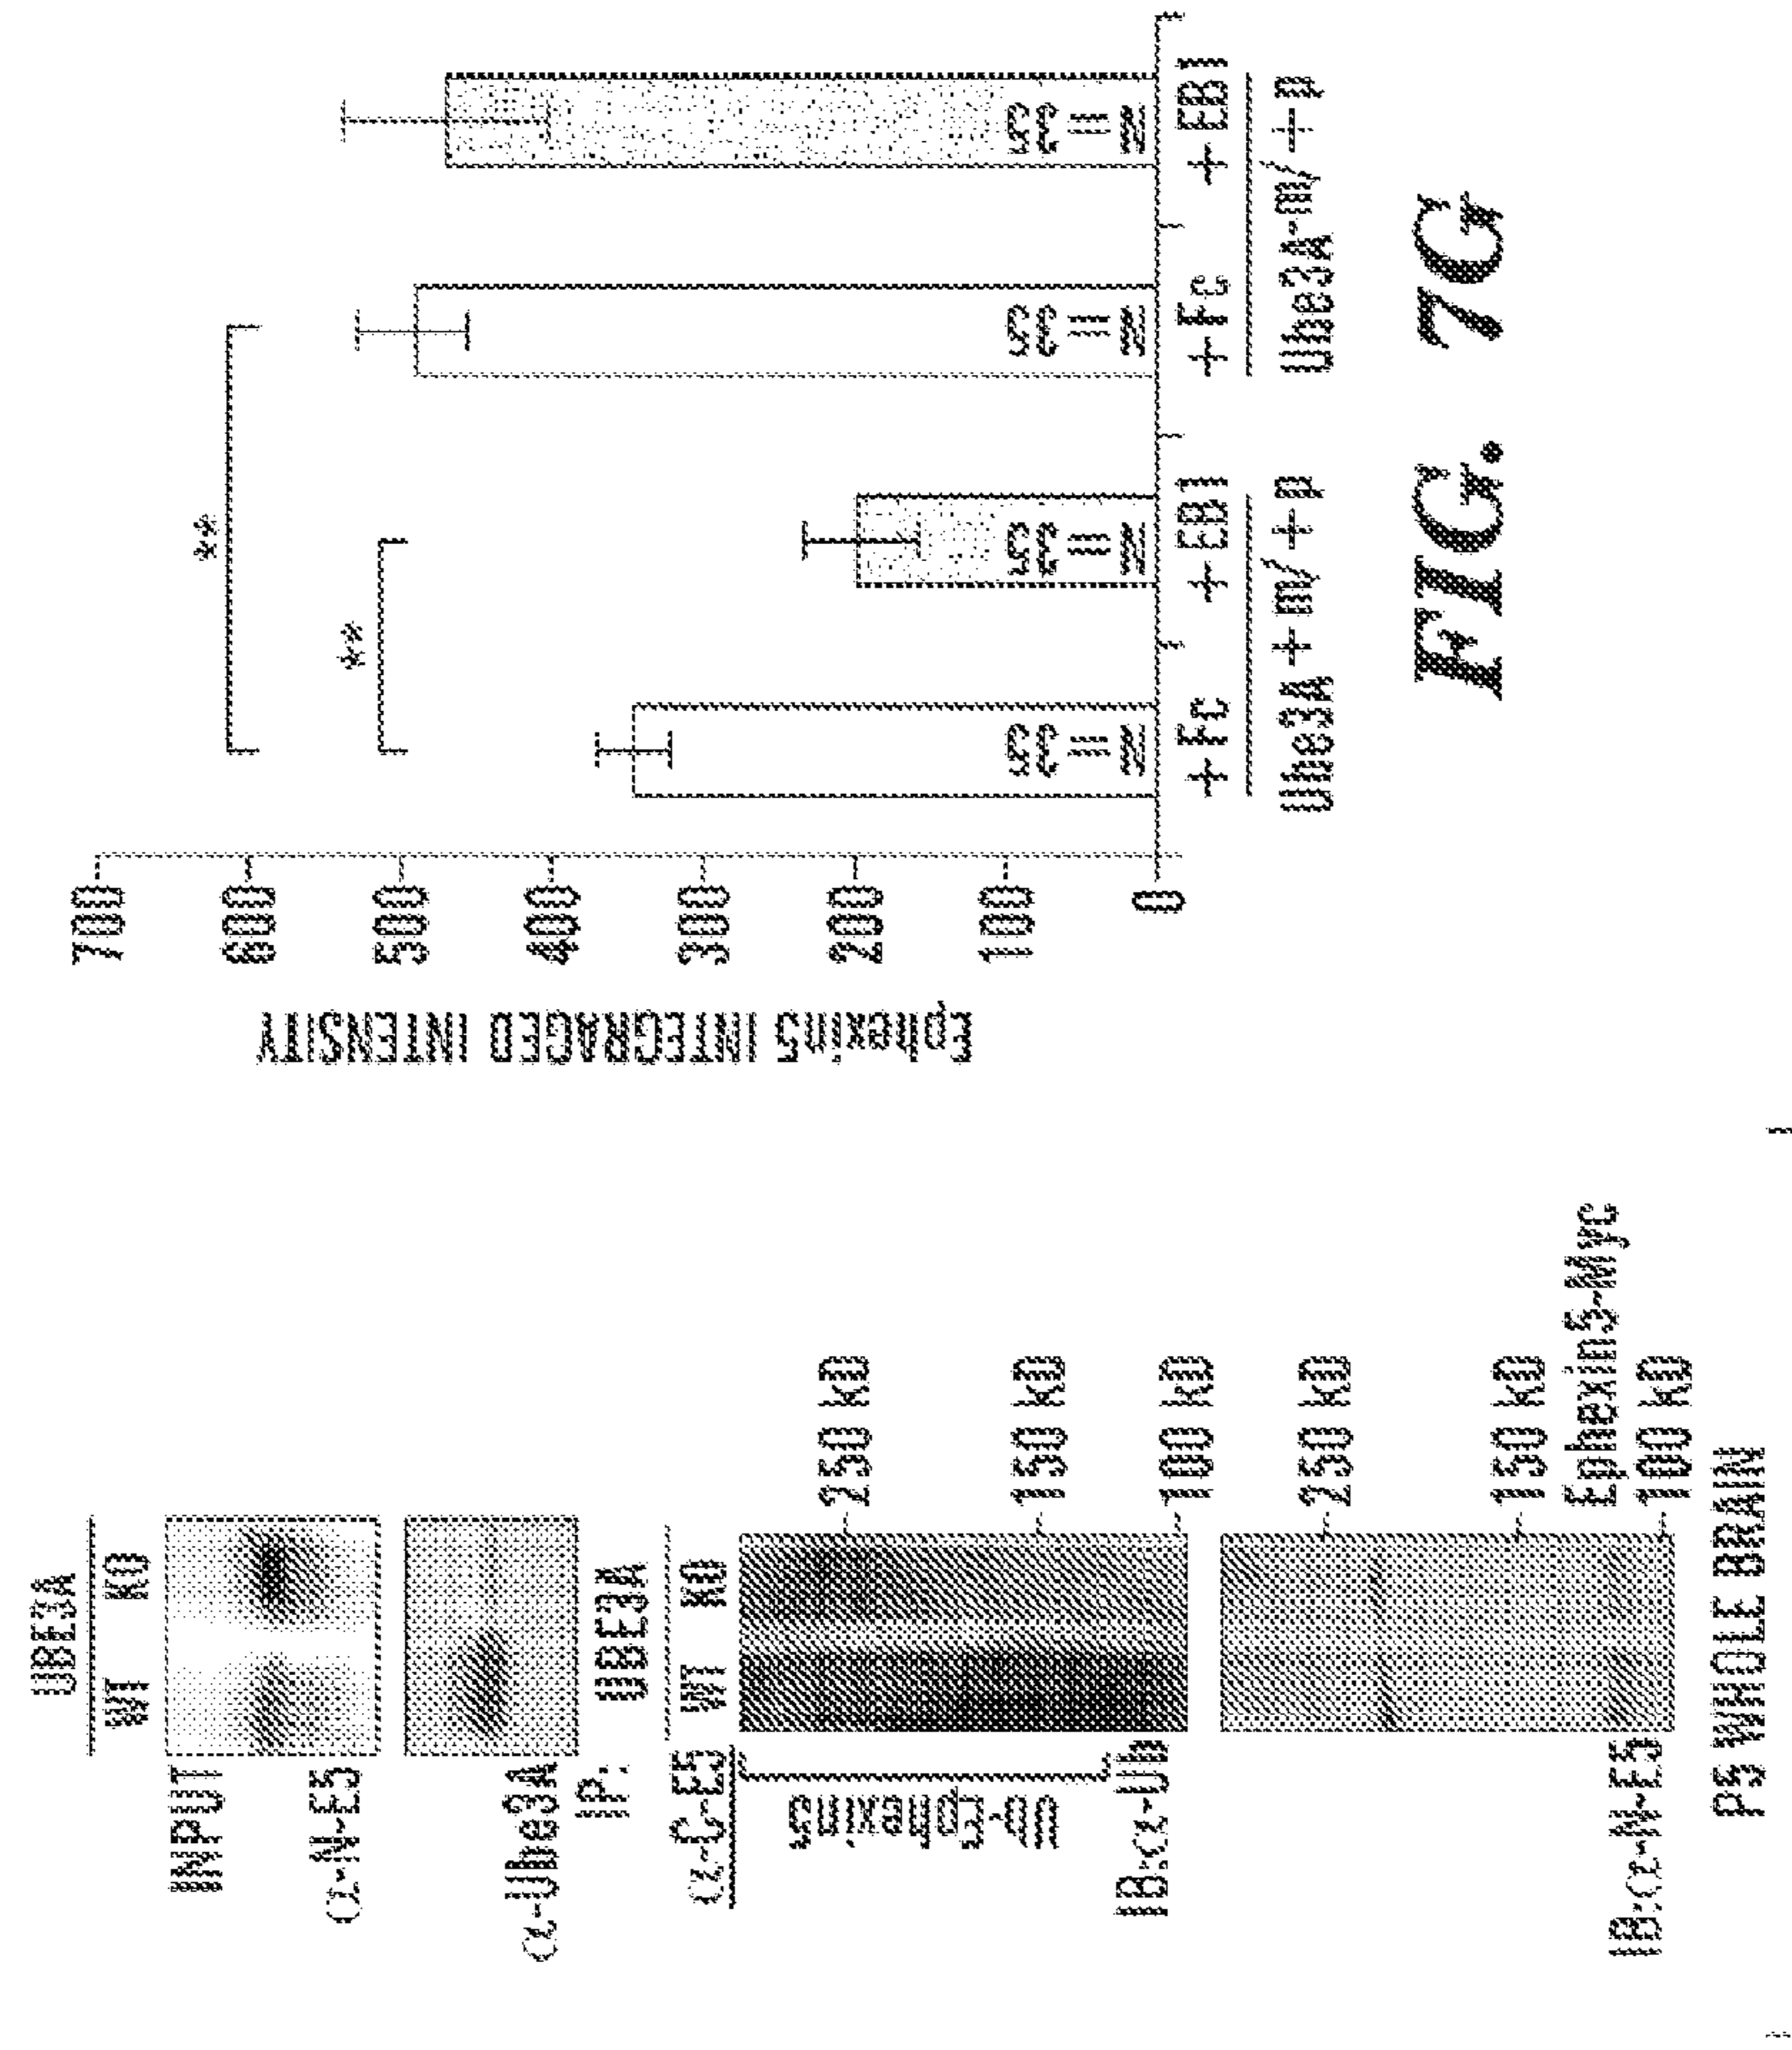 UBE3A
WT KO
INPUT
α-N-E5
α-Ube3A
IP: UBE3A
α-C-E5 WT KO
Ub-Ephexin5
250 kD
150 kD
100 kD
IB:α-Ub
250 kD
150 kD
Ephexin5-Myc
100 kD
IB:α-N-E5
P5 WHOLE BRAIN
Ephexin5 INTEGRAGED INTENSITY
700
600
500
400
300
200
100
0
**
**
N=35
N=35
N=35
N=35
+Fc +EB1 +Fc +EB1
Ube3A+m/+p Ube3A-m/+p
FIG. 7G